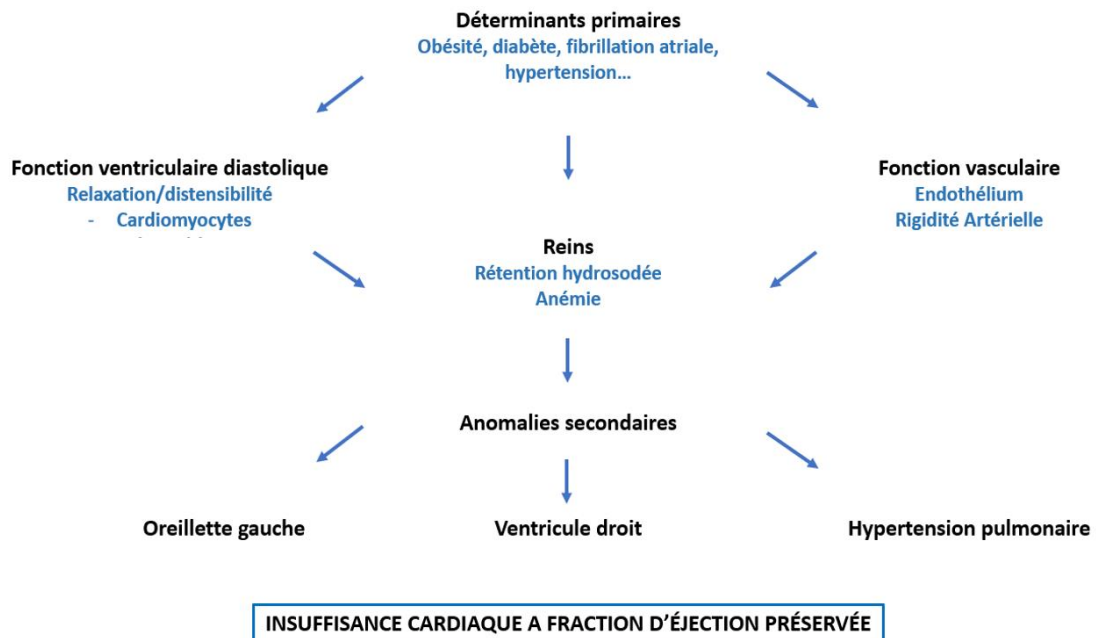 Déterminants primaires
Obésité, diabète, fibrillation atriale,
hypertension...
Fonction ventriculaire diastolique
Relaxation/distensibilité
- Cardiomyocytes
Fonction vasculaire
Endothélium
Rigidité Artérielle
Reins
Rétention hydrosodée
Anémie
Anomalies secondaires
Oreillette gauche
Ventricule droit
Hypertension pulmonaire
INSUFFISANCE CARDIAQUE A FRACTION D'ÉJECTION PRÉSERVÉE